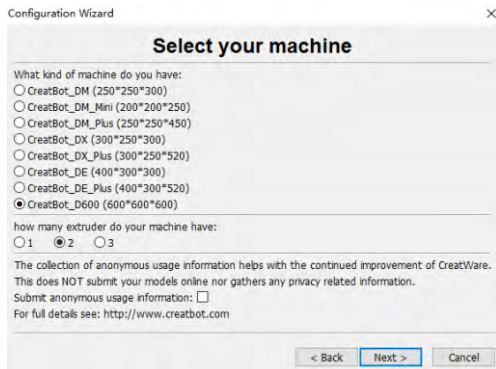 Configuration Wizard
Select your machine
What kind of machine do you have:
CreatBot_DM (250*250*300)
CreatBot_DM_Mini (200*200*250)
CreatBot_DM_Plus (250*250*450)
CreatBot_DX (300*250*300)
CreatBot_DX_Plus (300*250*520)
CreatBot_DE (400*300*300)
CreatBot_DE_Plus (400*300*520)
CreatBot_D600 (600*600*600)
how many extruder do your machine have:
1 2 3
The collection of anonymous usage information helps with the continued improvement of CreatWare.
This does NOT submit your models online nor gathers any privacy related information.
Submit anonymous usage information:
For full details see: http://www.creatbot.com
< Back Next > Cancel